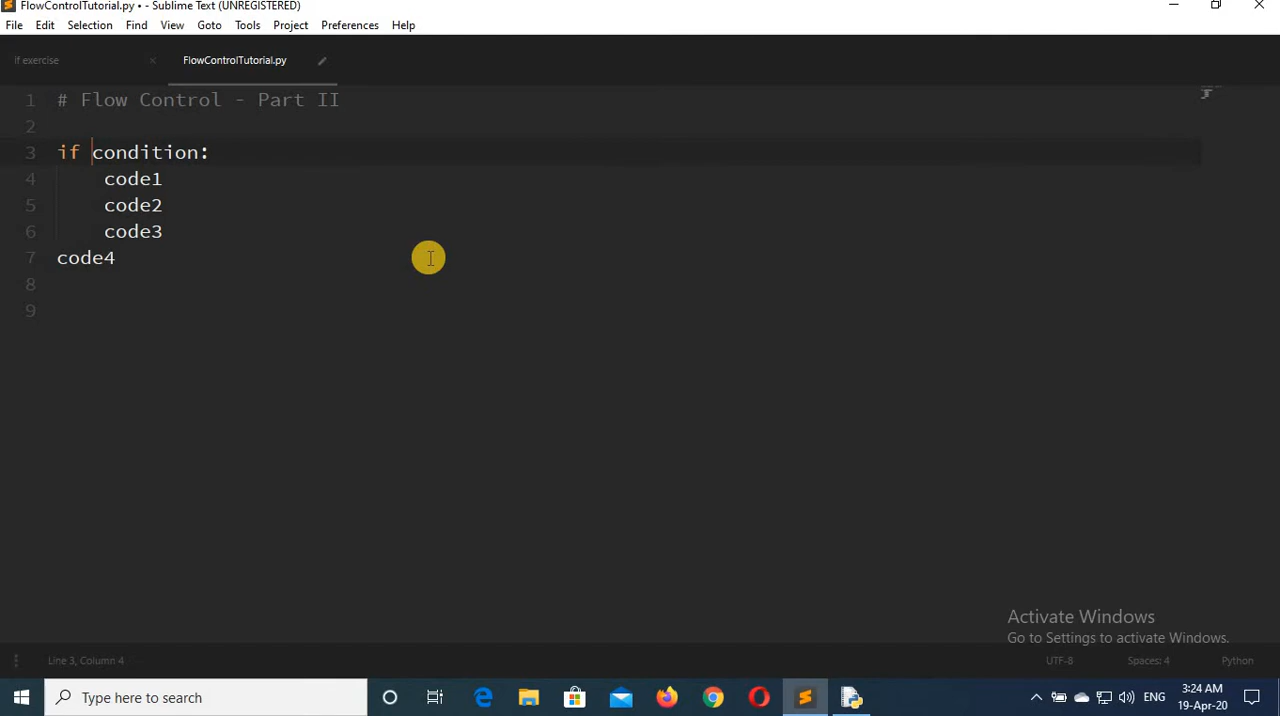 FlowControlTutorial.py • - Sublime Text (UNREGISTERED)
File Edit Selection Find View Goto Tools Project Preferences Help
If exercise × FlowControlTutorial.py
1 # Flow Control - Part II
2
3 if condition:
4 code1
5 code2
6 code3
7 code4
8
9
Activate Windows
Go to Settings to activate Windows.
Line 3, Column 4 UTF-8 Spaces: 4 Python
Type here to search ENG 3:24 AM
19-Apr-20